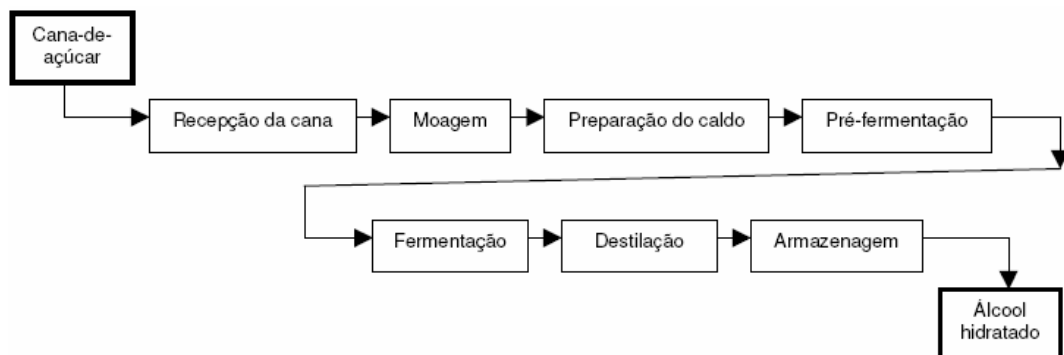 Cana-de-
açúcar
Recepção da cana
Moagem
Preparação do caldo
Pré-fermentação
Fermentação
Destilação
Armazenagem
Álcool
hidratado